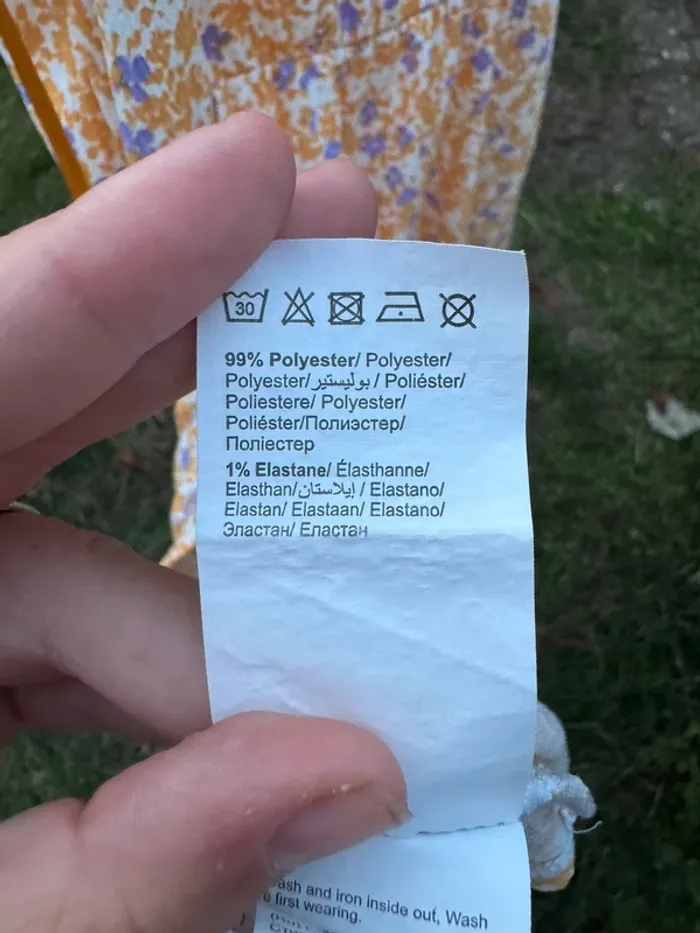 30
99% Polyester/ Polyester/
Polyester/بوليستير / Poliéster/
Poliestere/ Polyester/
Poliéster/Полиэстер/
Поліестер
1% Elastane/ Élasthanne/
Elasthan/إيلاستان / Elastano/
Elastan/ Elastaan/ Elastano/
Эластан/ Еластан
and iron inside out, Wash
first wearing.